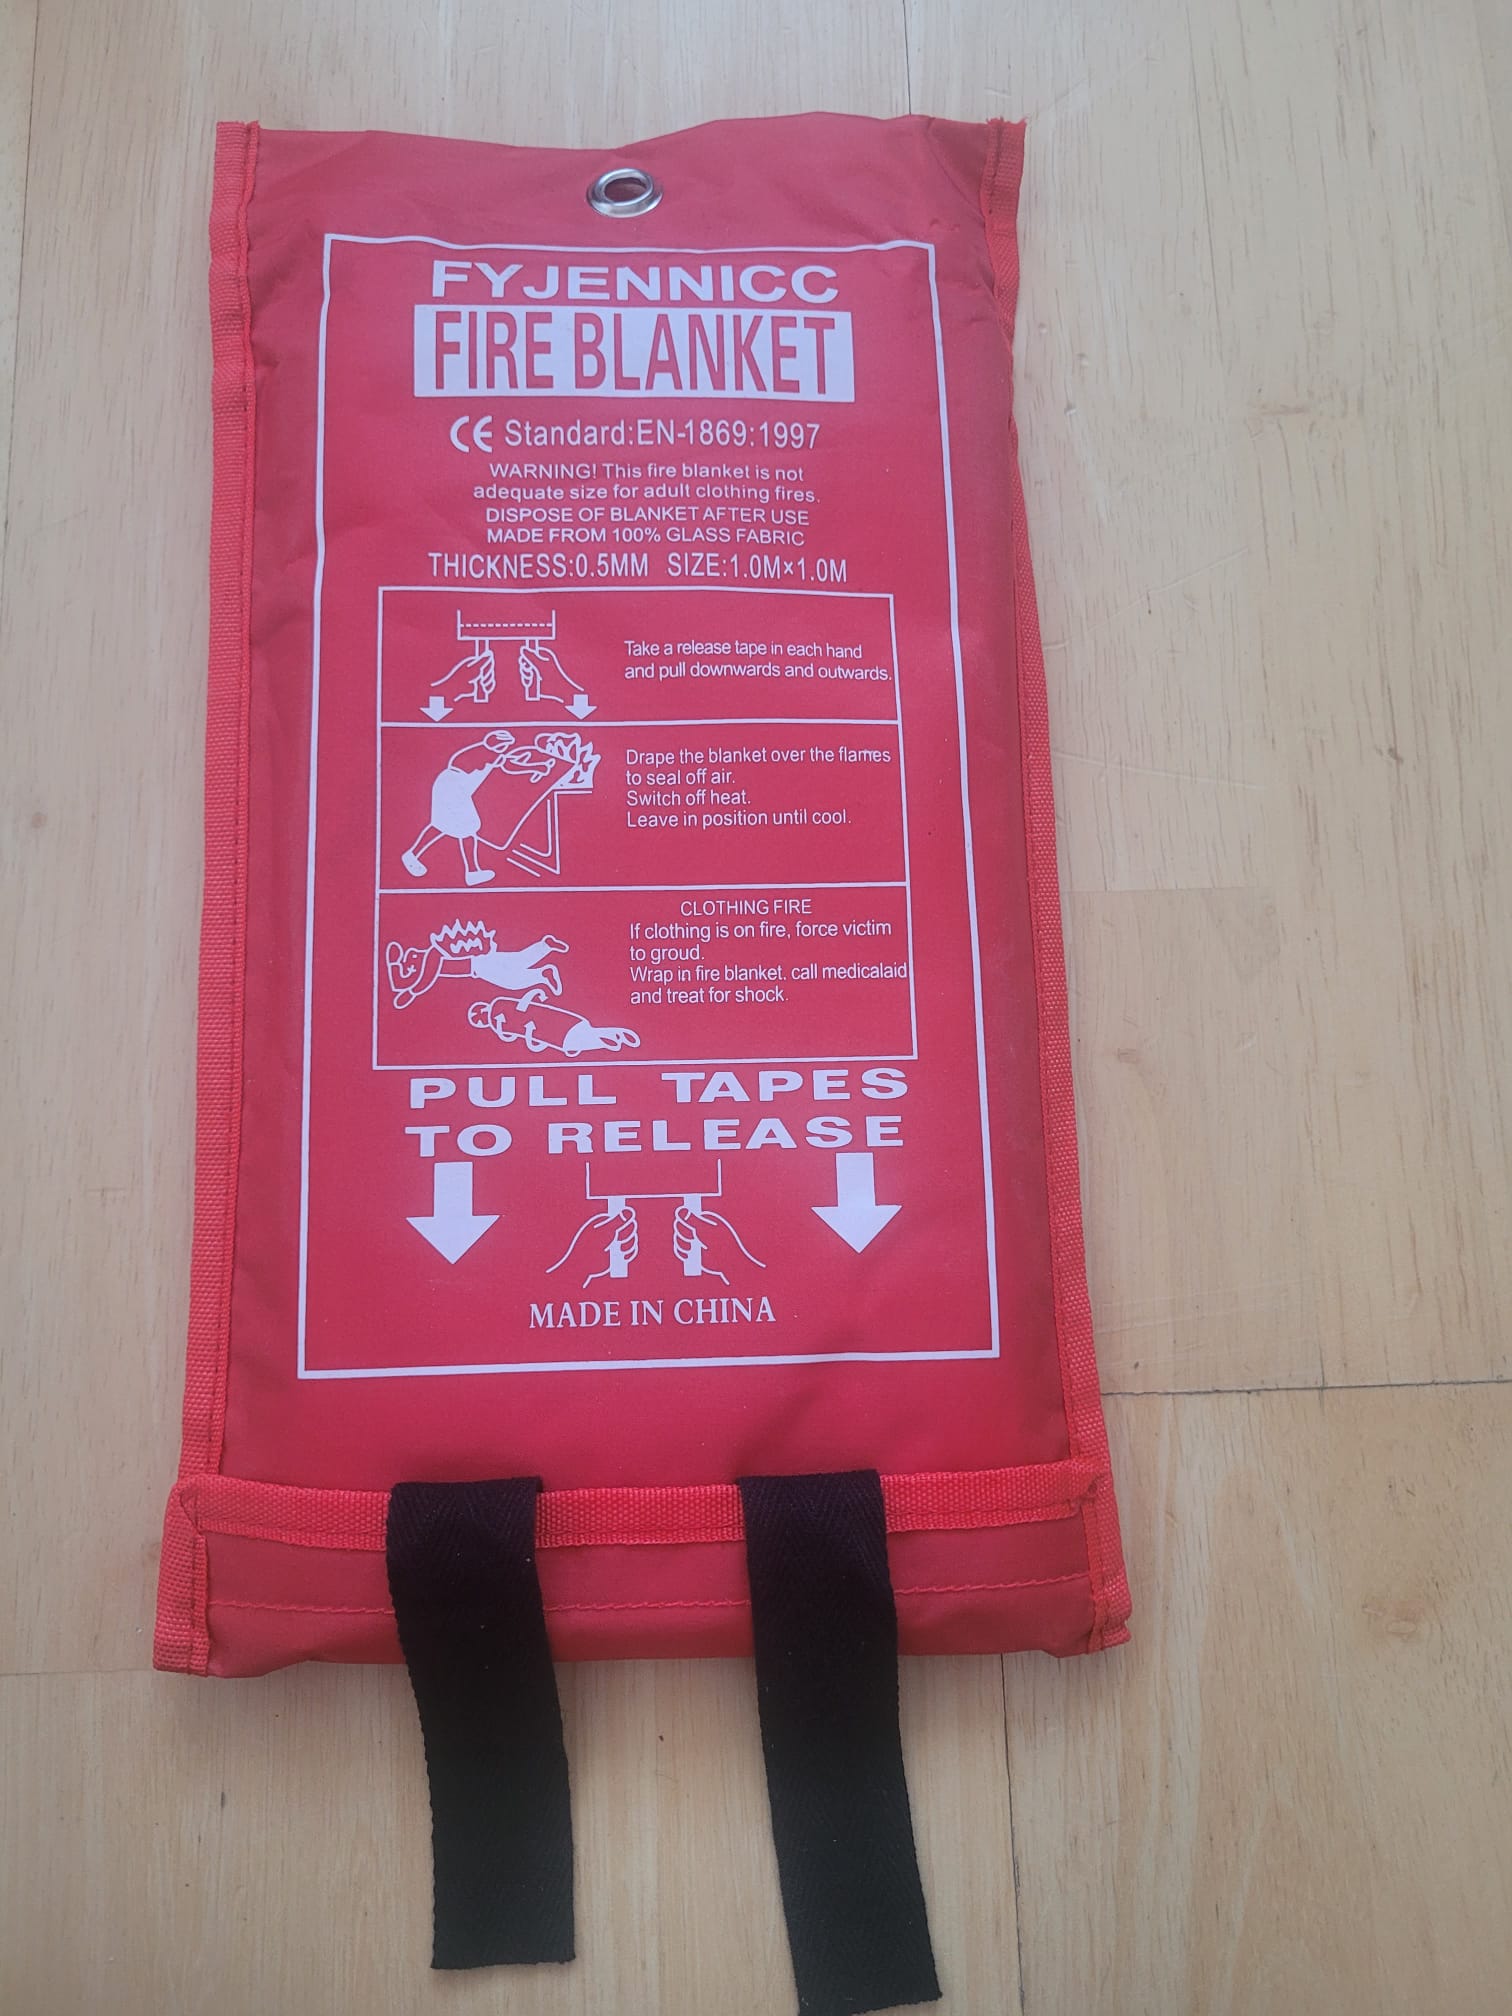 FYJENNICC
FIRE BLANKET
CE Standard:EN-1869:1997
WARNING! This fire blanket is not
adequate size for adult clothing fires.
DISPOSE OF BLANKET AFTER USE
MADE FROM 100% GLASS FABRIC
THICKNESS:0.5MM SIZE:1.0M×1.0M
Take a release tape in each hand
and pull downwards and outwards.
Drape the blanket over the flames
to seal off air.
Switch off heat.
Leave in position until cool.
CLOTHING FIRE
If clothing is on fire, force victim
to groud.
Wrap in fire blanket. call medicalaid
and treat for shock.
PULL TAPES
TO RELEASE
MADE IN CHINA